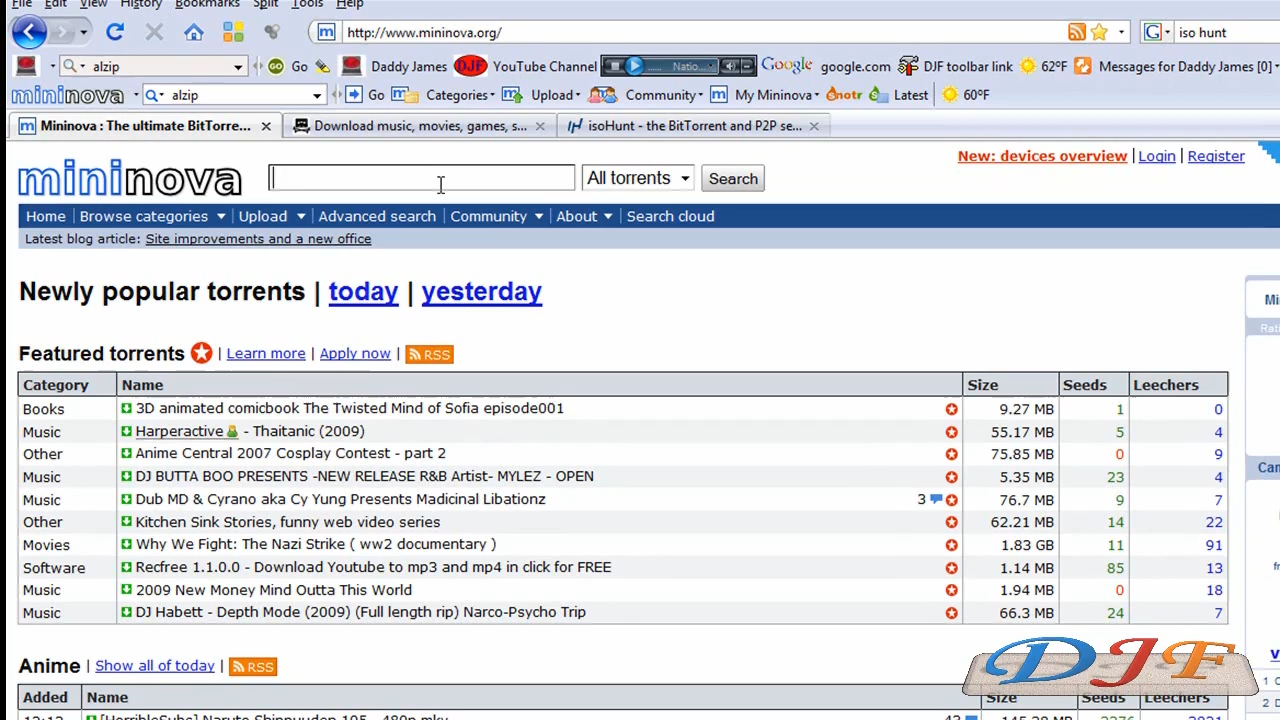 File Edit View History Bookmarks Split Tools Help
http://www.mininova.org/ G iso hunt
alzip GO Go Daddy James DJF YouTube Channel ..... Natio... Google google.com DJF toolbar link 62°F Messages for Daddy James [0]
mininova alzip Go Categories Upload Community My Mininova Snotr Latest 60°F
m Mininova : The ultimate BitTorre... Download music, movies, games, s... isoHunt - the BitTorrent and P2P se...
New: devices overview Login Register
mininova All torrents Search
Home Browse categories Upload Advanced search Community About Search cloud
Latest blog article: Site improvements and a new office
Newly popular torrents | today | yesterday
Featured torrents | Learn more | Apply now | RSS
Category Name Size Seeds Leechers
Books 3D animated comicbook The Twisted Mind of Sofia episode001 9.27 MB 1 0
Music Harperactive - Thaitanic (2009) 55.17 MB 5 4
Other Anime Central 2007 Cosplay Contest - part 2 75.85 MB 0 9
Music DJ BUTTA BOO PRESENTS -NEW RELEASE R&B Artist- MYLEZ - OPEN 5.35 MB 23 4
Music Dub MD & Cyrano aka Cy Yung Presents Madicinal Libationz 3 76.7 MB 9 7
Other Kitchen Sink Stories, funny web video series 62.21 MB 14 22
Movies Why We Fight: The Nazi Strike ( ww2 documentary ) 1.83 GB 11 91
Software Recfree 1.1.0.0 - Download Youtube to mp3 and mp4 in click for FREE 1.14 MB 85 13
Music 2009 New Money Mind Outta This World 1.94 MB 0 18
Music DJ Habett - Depth Mode (2009) (Full length rip) Narco-Psycho Trip 66.3 MB 24 7
Anime | Show all of today | RSS
DJF
Added Name Size Seeds Leechers
[HorribleSubs] Naruto Shippuuden 105 - 480p.mkv